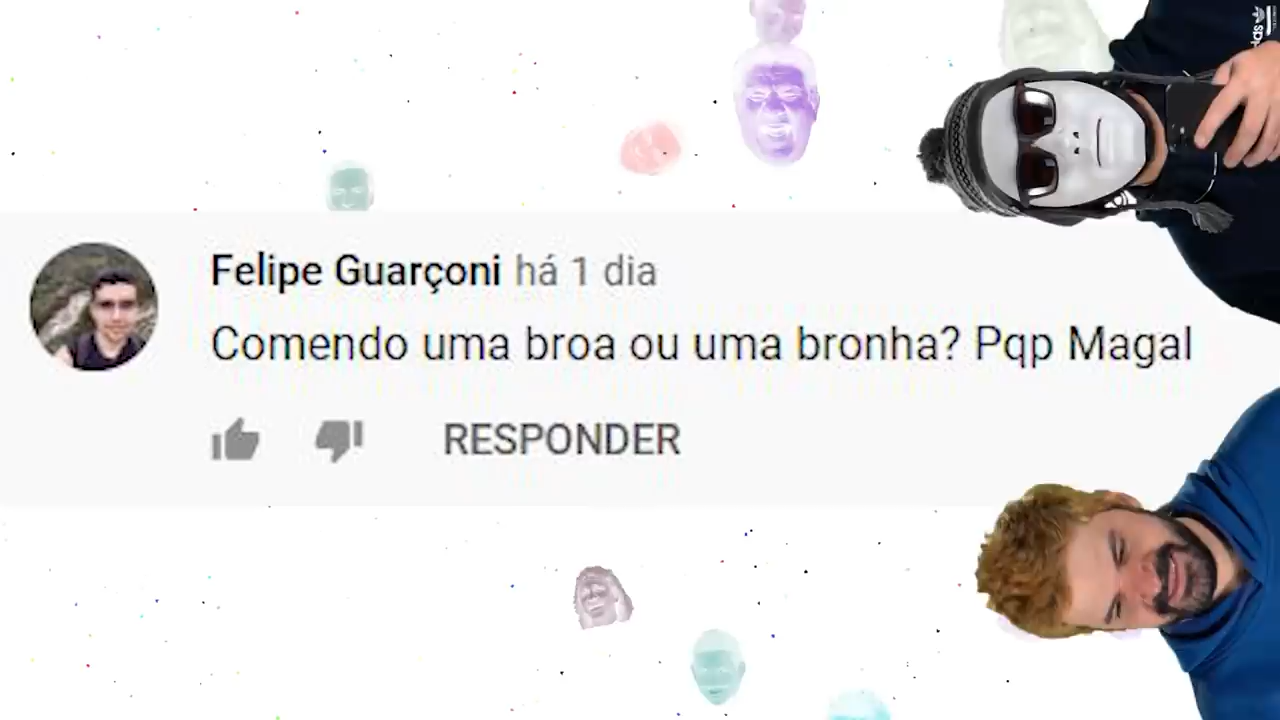 Felipe Guarçoni há 1 dia
Comendo uma broa ou uma bronha? Pqp Magal
RESPONDER